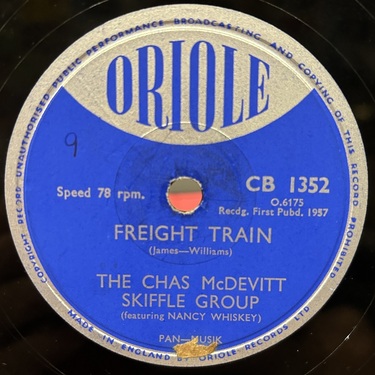 COPYRIGHT RECORD UNAUTHORISED PUBLIC PERFORMANCE BROADCASTING AND COPYING OF THIS RECORD PROHIBITED
ORIOLE
9
Speed 78 rpm.
CB 1352
O.6175
Recdg. First Pubd. 1957
FREIGHT TRAIN
(James—Williams)
THE CHAS McDEVITT
SKIFFLE GROUP
(featuring NANCY WHISKEY)
PAN—MUSIK
MADE IN ENGLAND BY ORIOLE RECORDS LTD